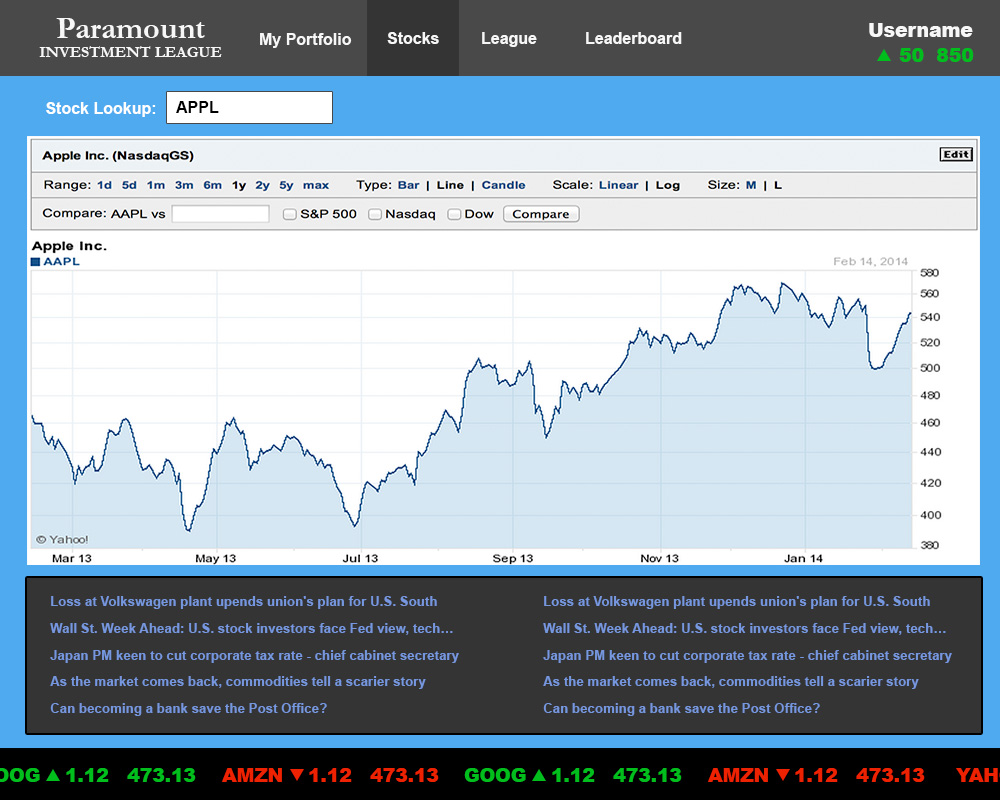 Paramount
INVESTMENT LEAGUE
My Portfolio
Stocks
League
Leaderboard
Username
▲ 50 850
Stock Lookup: APPL
Apple Inc. (NasdaqGS)
Edit
Range: 1d 5d 1m 3m 6m 1y 2y 5y max Type: Bar | Line | Candle Scale: Linear | Log Size: M | L
Compare: AAPL vs S&P 500 Nasdaq Dow Compare
Apple Inc.
AAPL
Feb 14, 2014
580
560
540
520
500
480
460
440
420
400
380
© Yahoo!
Mar 13 May 13 Jul 13 Sep 13 Nov 13 Jan 14
Loss at Volkswagen plant upends union's plan for U.S. South
Wall St. Week Ahead: U.S. stock investors face Fed view, tech...
Japan PM keen to cut corporate tax rate - chief cabinet secretary
As the market comes back, commodities tell a scarier story
Can becoming a bank save the Post Office?
Loss at Volkswagen plant upends union's plan for U.S. South
Wall St. Week Ahead: U.S. stock investors face Fed view, tech...
Japan PM keen to cut corporate tax rate - chief cabinet secretary
As the market comes back, commodities tell a scarier story
Can becoming a bank save the Post Office?
OOG ▲ 1.12 473.13 AMZN ▼ 1.12 473.13 GOOG ▲ 1.12 473.13 AMZN ▼ 1.12 473.13 YAH